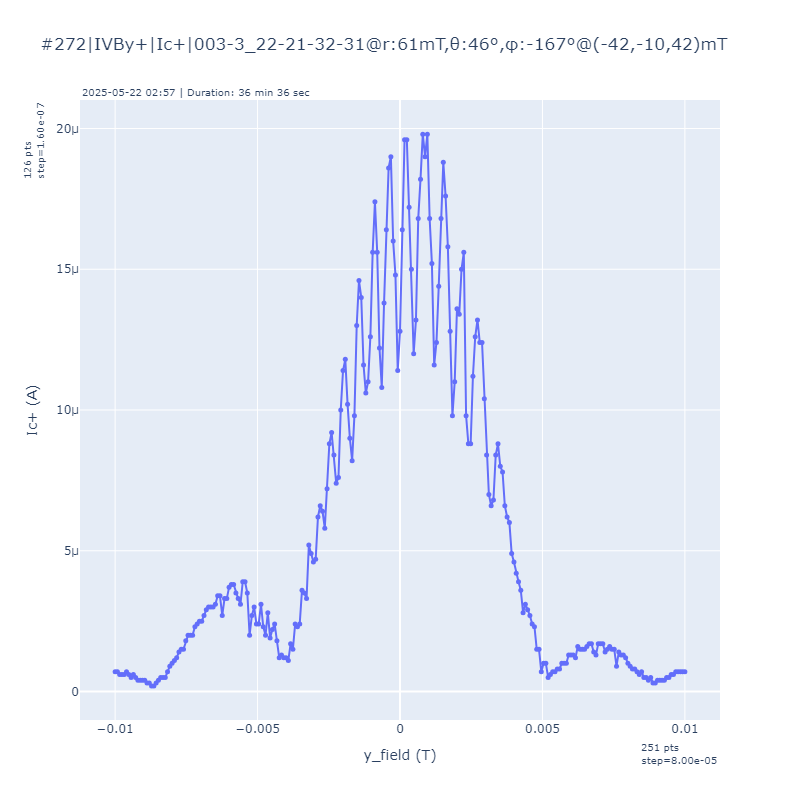 #272|IVBy+|Ic+|003-3_22-21-32-31@r:61mT,θ:46°,φ:-167°@(-42,-10,42)mT
2025-05-22 02:57 | Duration: 36 min 36 sec
126 pts
step=1.60e-07
20μ
15μ
10μ
5μ
0
Ic+ (A)
−0.01
−0.005
0
0.005
0.01
y_field (T)
251 pts
step=8.00e-05